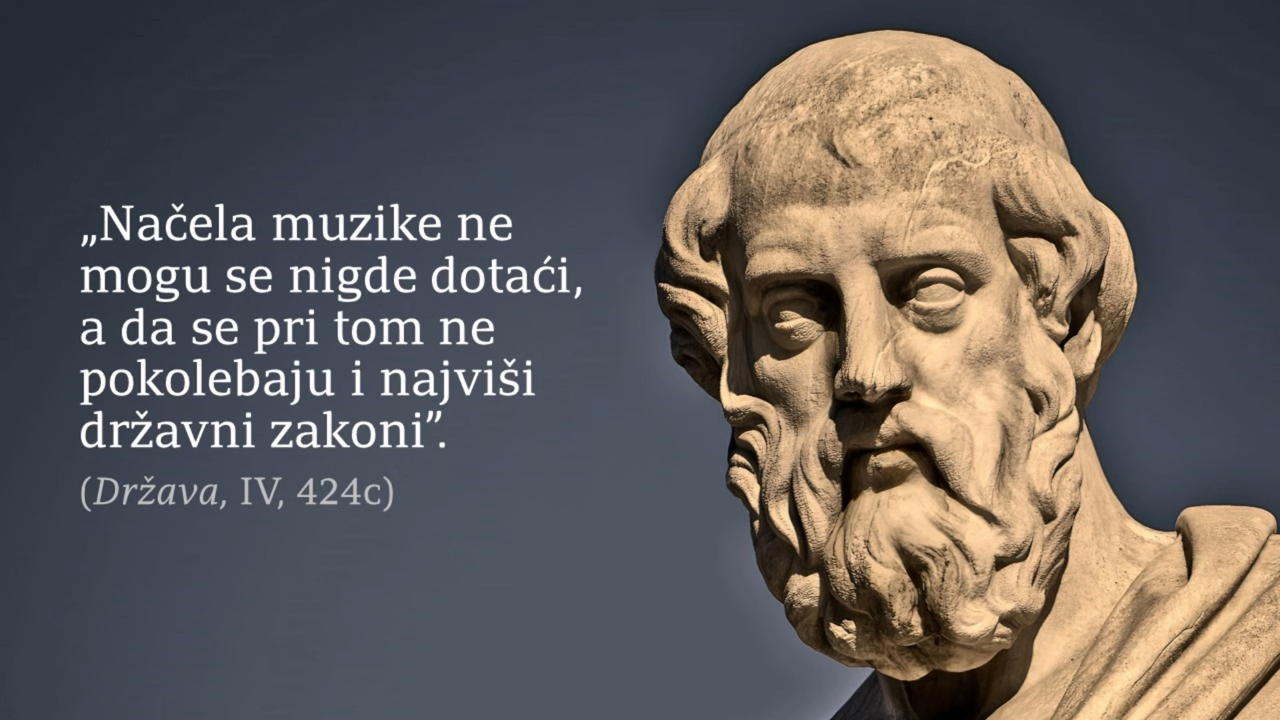 „Načela muzike ne
mogu se nigde dotaći,
a da se pri tom ne
pokolebaju i najviši
državni zakoni”.
(Država, IV, 424c)